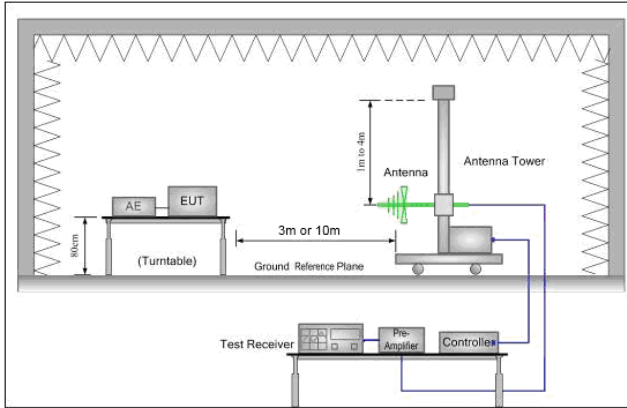 1m to 4m
Antenna
Antenna Tower
AE
EUT
3m or 10m
80cm
(Turntable)
Ground Reference Plane
Test Receiver
Pre-
Amplifier
Controlle